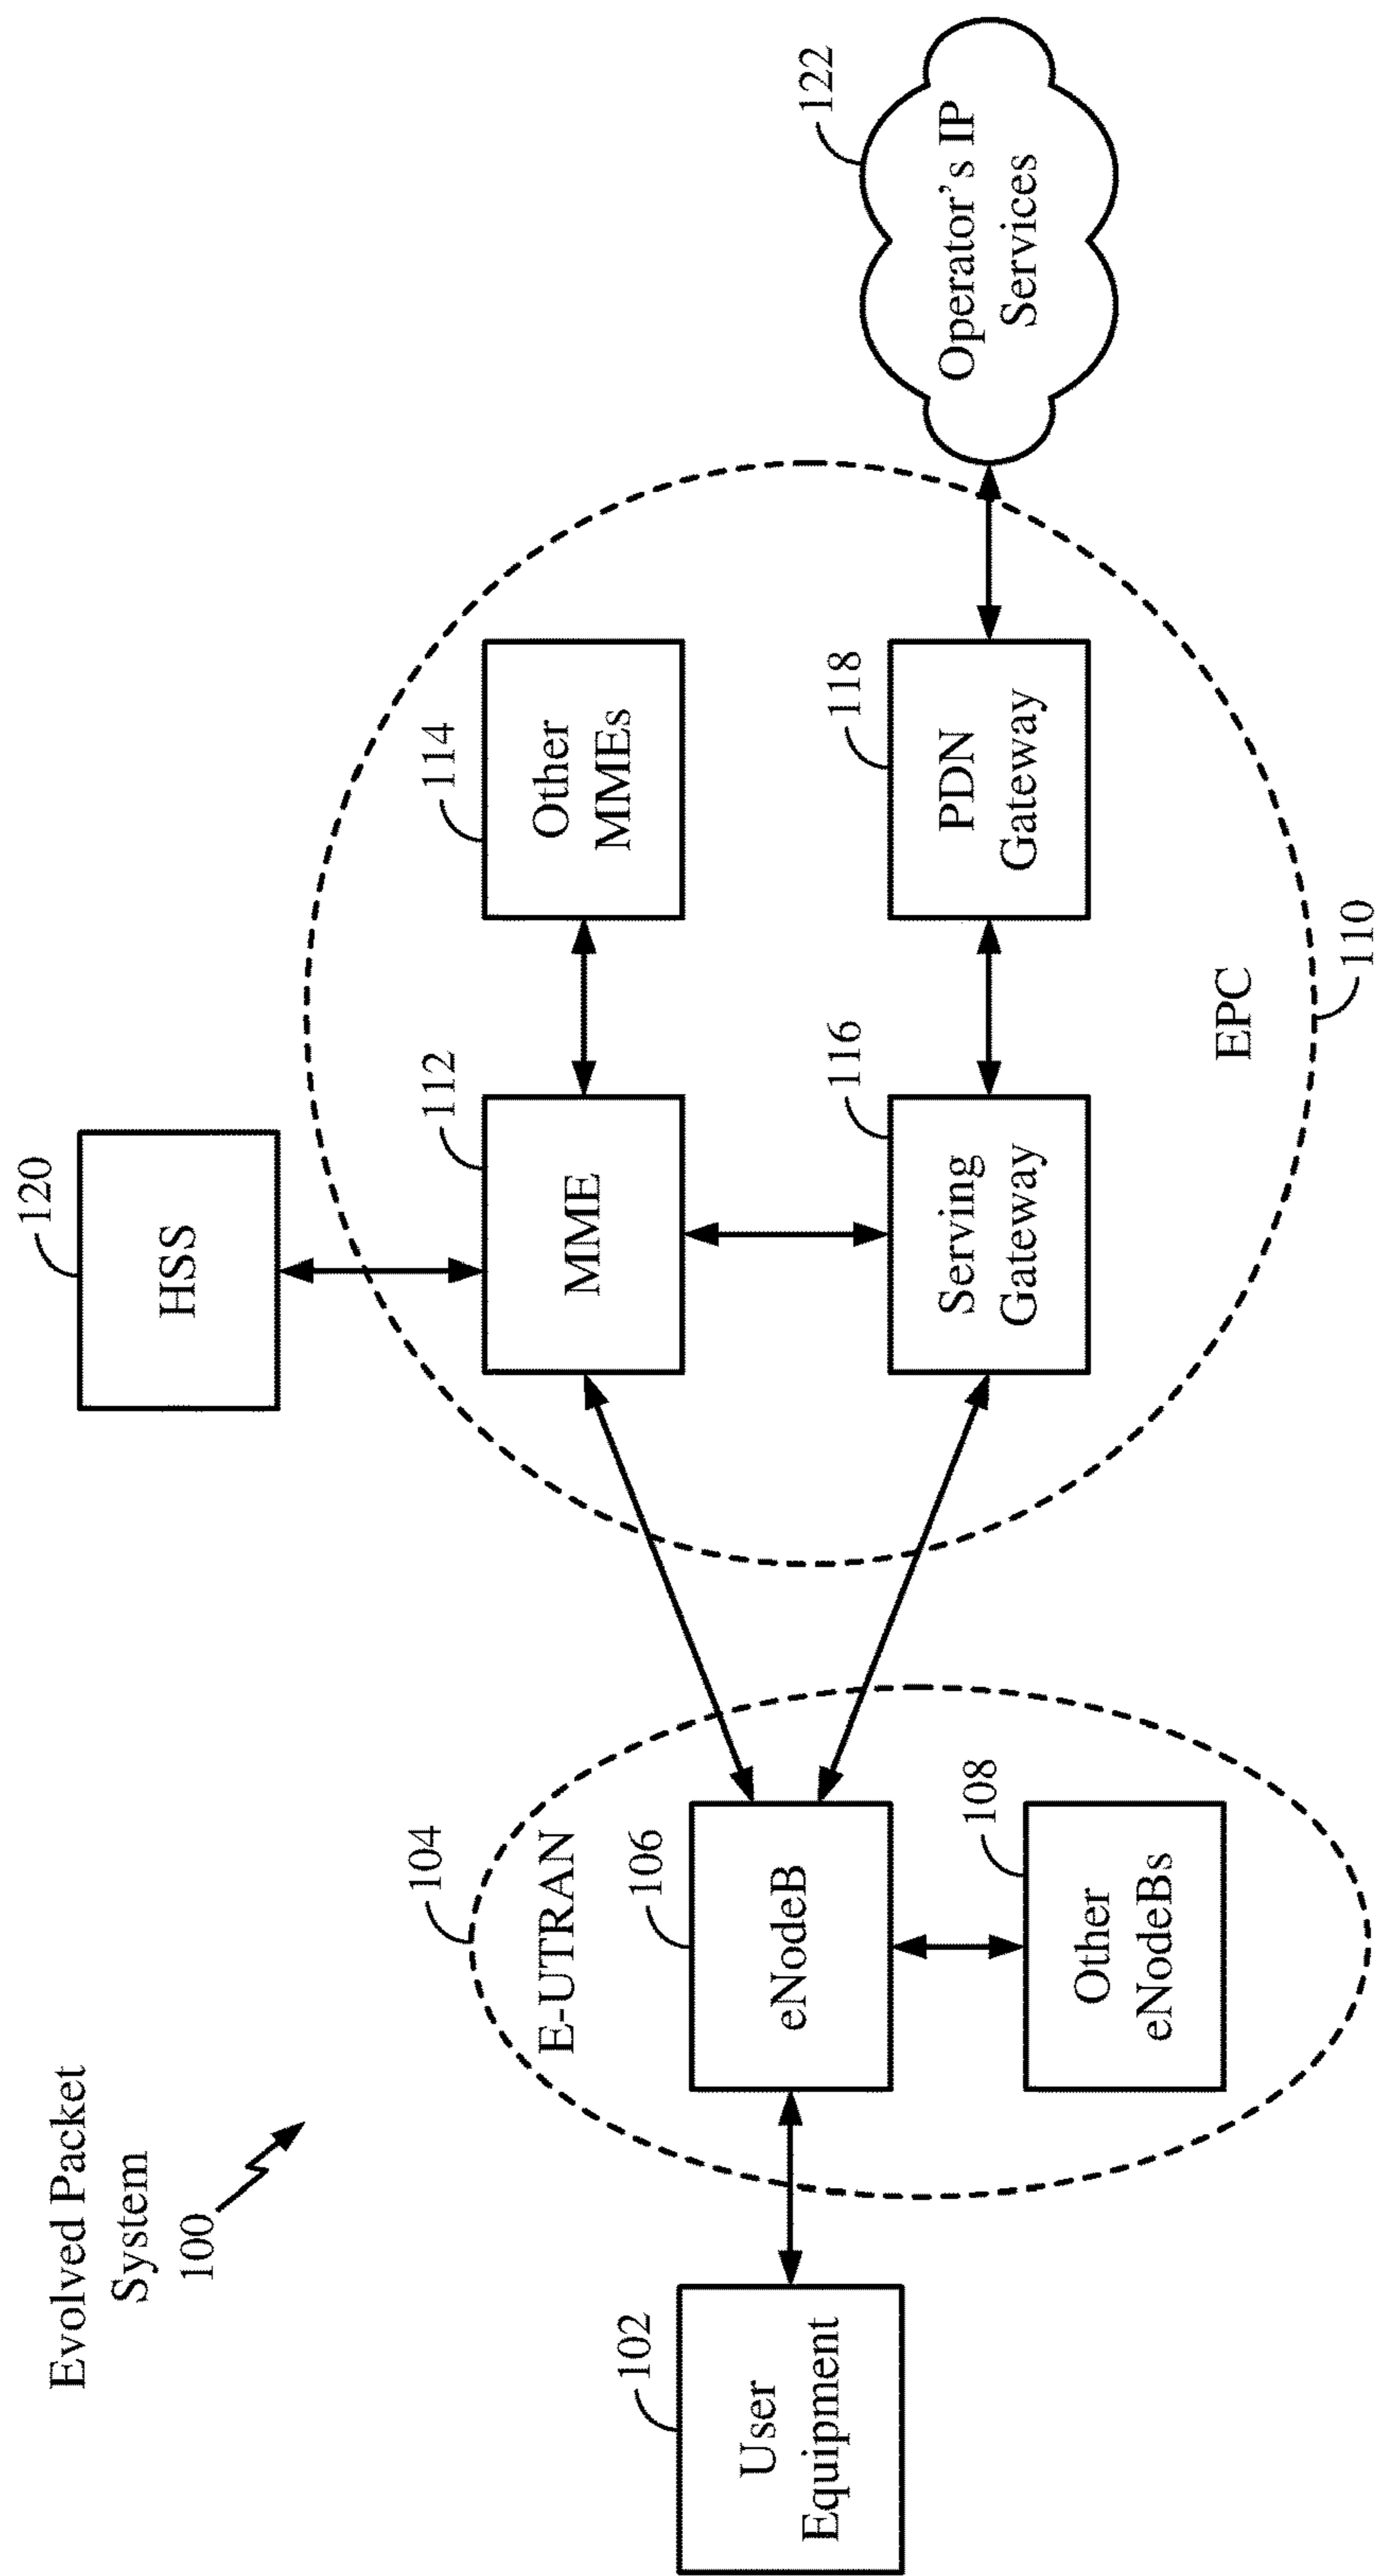 Evolved Packet
System
100
102
User
Equipment
104
E-UTRAN
106
eNodeB
108
Other
eNodeBs
120
HSS
112
MME
114
Other
MMEs
116
Serving
Gateway
118
PDN
Gateway
EPC
110
122
Operator's IP
Services